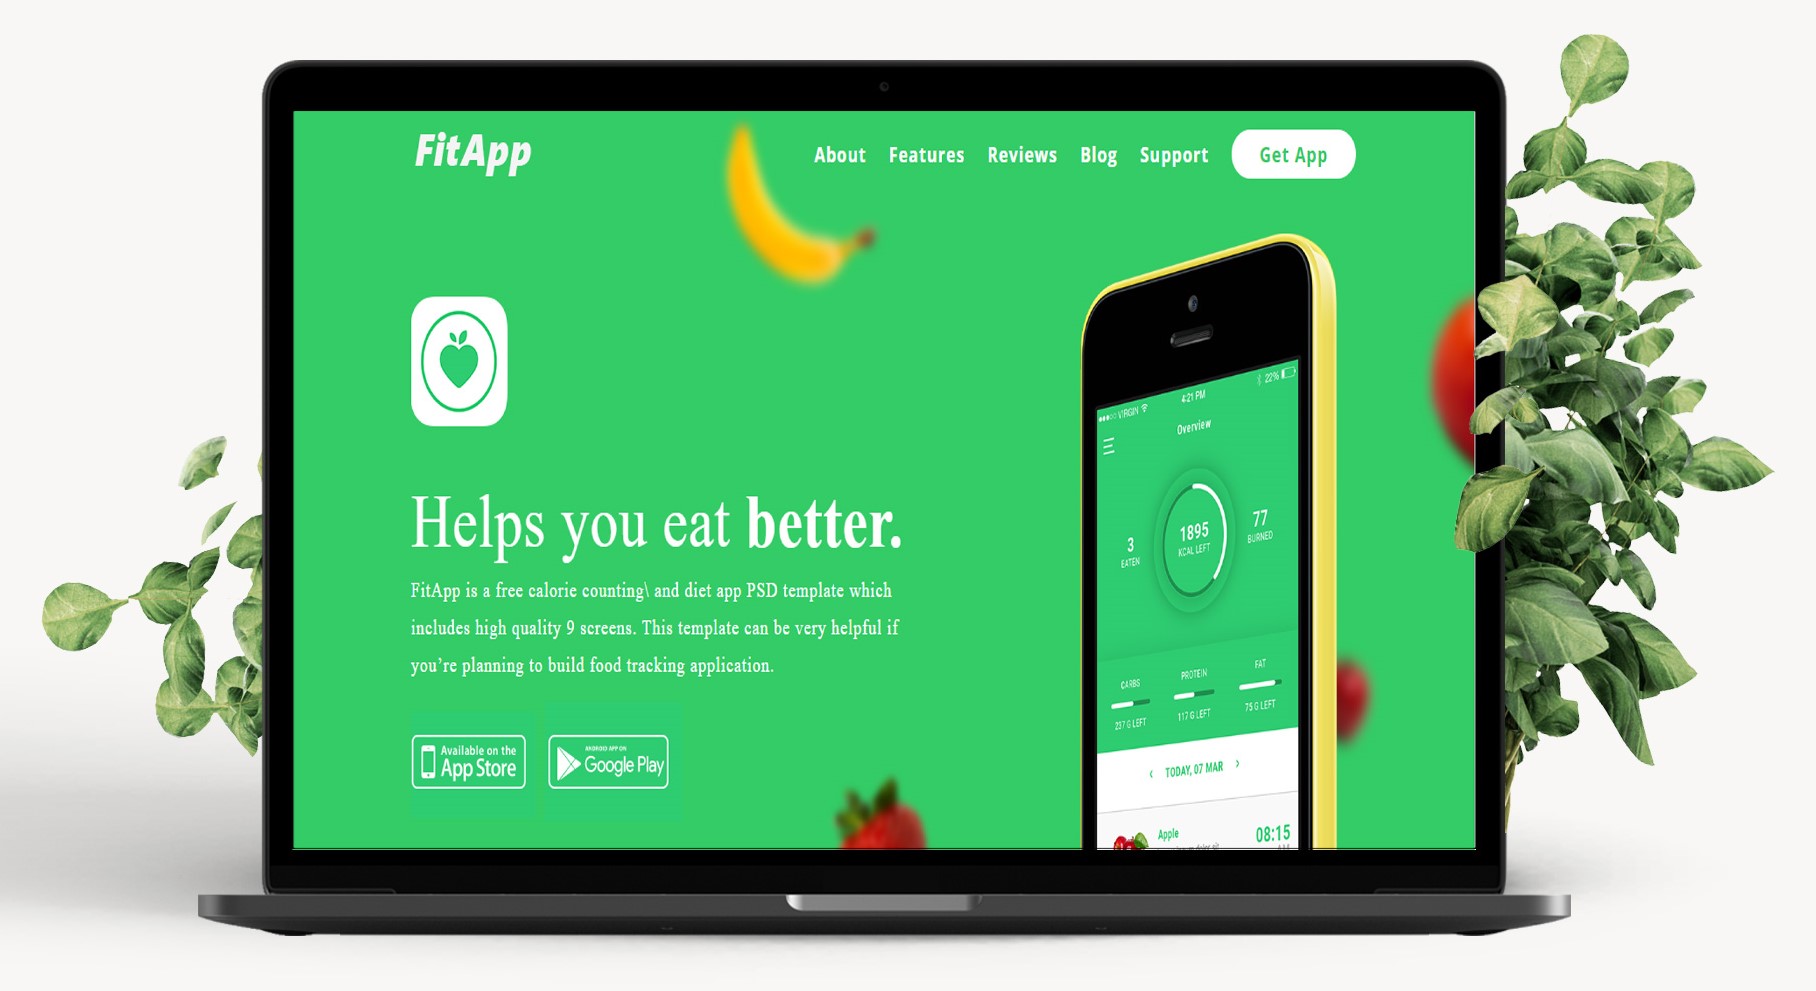 FitApp
About Features Reviews Blog Support Get App
Helps you eat better.
FitApp is a free calorie counting\ and diet app PSD template which
includes high quality 9 screens. This template can be very helpful if
you’re planning to build food tracking application.
Available on the
App Store
ANDROID APP ON
Google Play
VIRGIN 4:21 PM 22%
Overview
3
EATEN
1895
KCAL LEFT
77
BURNED
CARBS PROTEIN FAT
237 G LEFT 117 G LEFT 75 G LEFT
‹ TODAY, 07 MAR ›
Apple 08:15